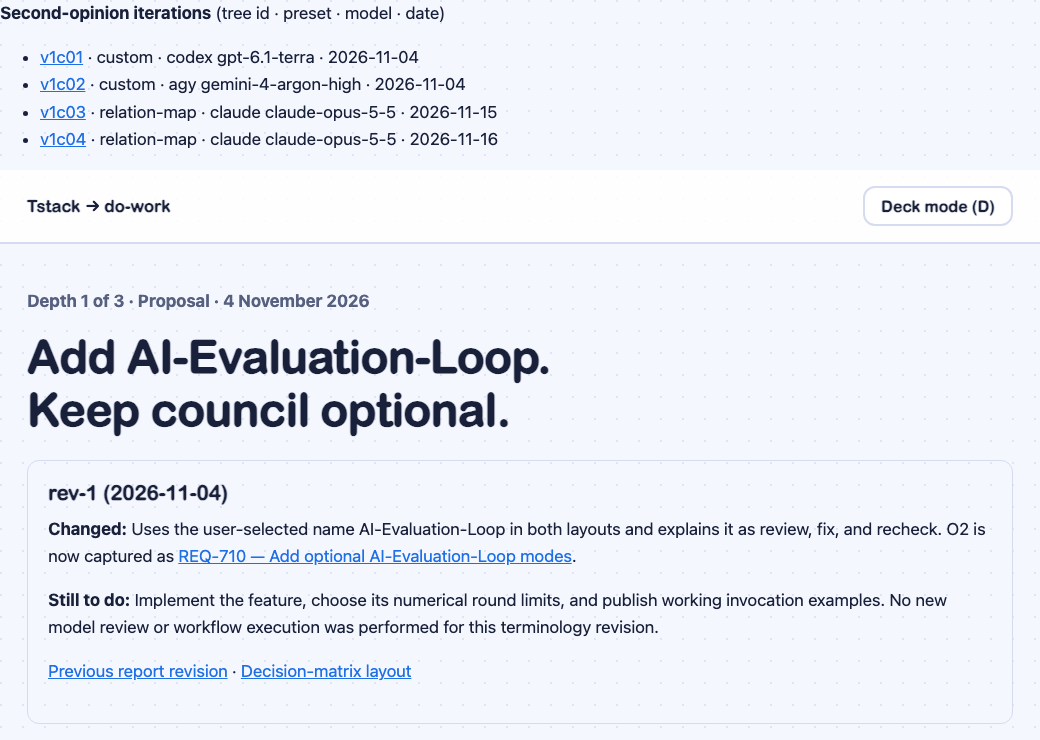 Second-opinion iterations (tree id · preset · model · date)
• v1c01 · custom · codex gpt-6.1-terra · 2026-11-04
• v1c02 · custom · agy gemini-4-argon-high · 2026-11-04
• v1c03 · relation-map · claude claude-opus-5-5 · 2026-11-15
• v1c04 · relation-map · claude claude-opus-5-5 · 2026-11-16
Tstack → do-work
Deck mode (D)
Depth 1 of 3 · Proposal · 4 November 2026
Add AI-Evaluation-Loop.
Keep council optional.
rev-1 (2026-11-04)
Changed: Uses the user-selected name AI-Evaluation-Loop in both layouts and explains it as review, fix, and recheck. O2 is
now captured as REQ-710 — Add optional AI-Evaluation-Loop modes.
Still to do: Implement the feature, choose its numerical round limits, and publish working invocation examples. No new
model review or workflow execution was performed for this terminology revision.
Previous report revision · Decision-matrix layout